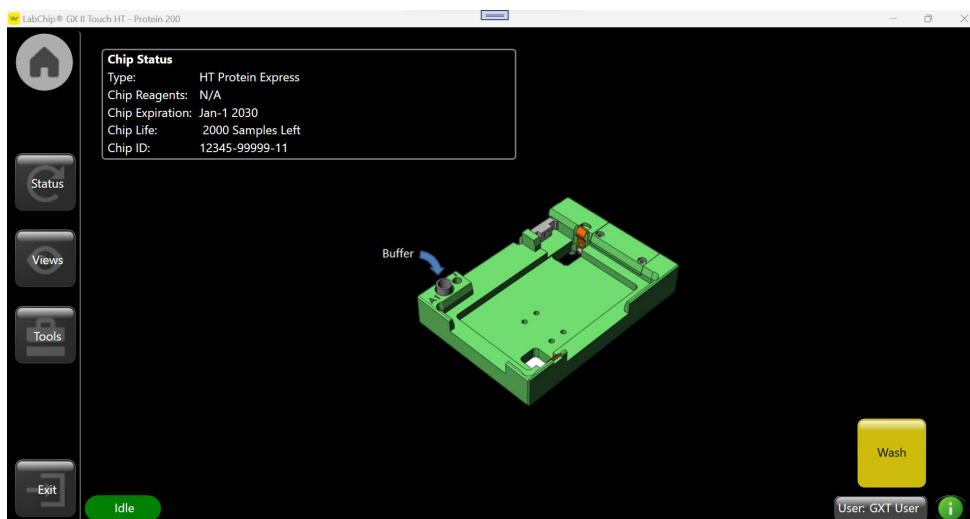 LabChip® GX II Touch HT - Protein 200
Chip Status
Type: HT Protein Express
Chip Reagents: N/A
Chip Expiration: Jan-1 2030
Chip Life: 2000 Samples Left
Chip ID: 12345-99999-11
Status
Buffer
Views
Tools
Wash
Exit
Idle
User: GXT User